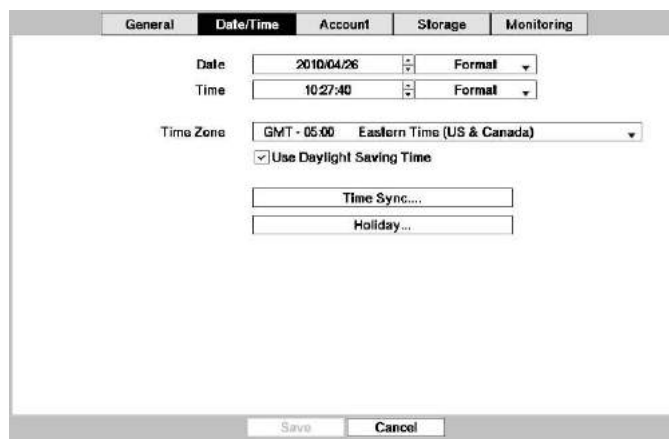 General Date/Time Account Storage Monitoring
Date 2010/04/26 Format
Time 10:27:40 Format
Time Zone GMT - 05:00 Eastern Time (US & Canada)
Use Daylight Saving Time
Time Sync....
Holiday...
Save Cancel